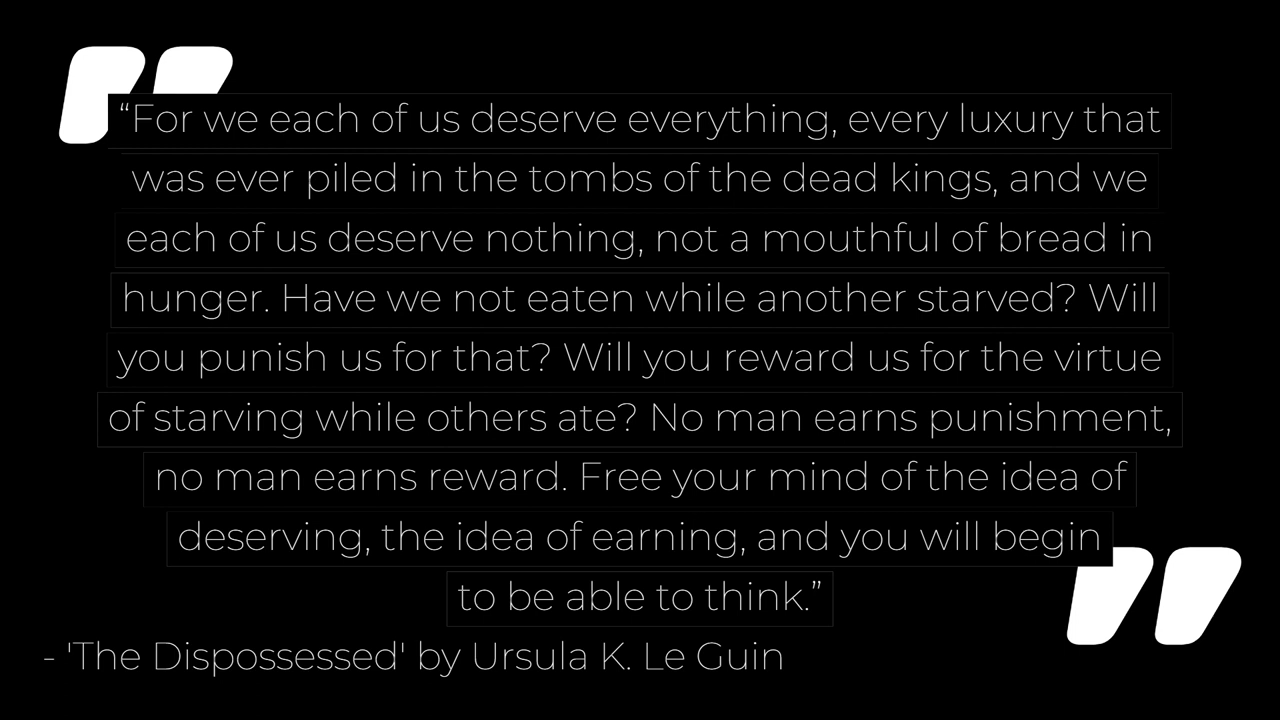 “For we each of us deserve everything, every luxury that
was ever piled in the tombs of the dead kings, and we
each of us deserve nothing, not a mouthful of bread in
hunger. Have we not eaten while another starved? Will
you punish us for that? Will you reward us for the virtue
of starving while others ate? No man earns punishment,
no man earns reward. Free your mind of the idea of
deserving, the idea of earning, and you will begin
to be able to think.”
- 'The Dispossessed' by Ursula K. Le Guin